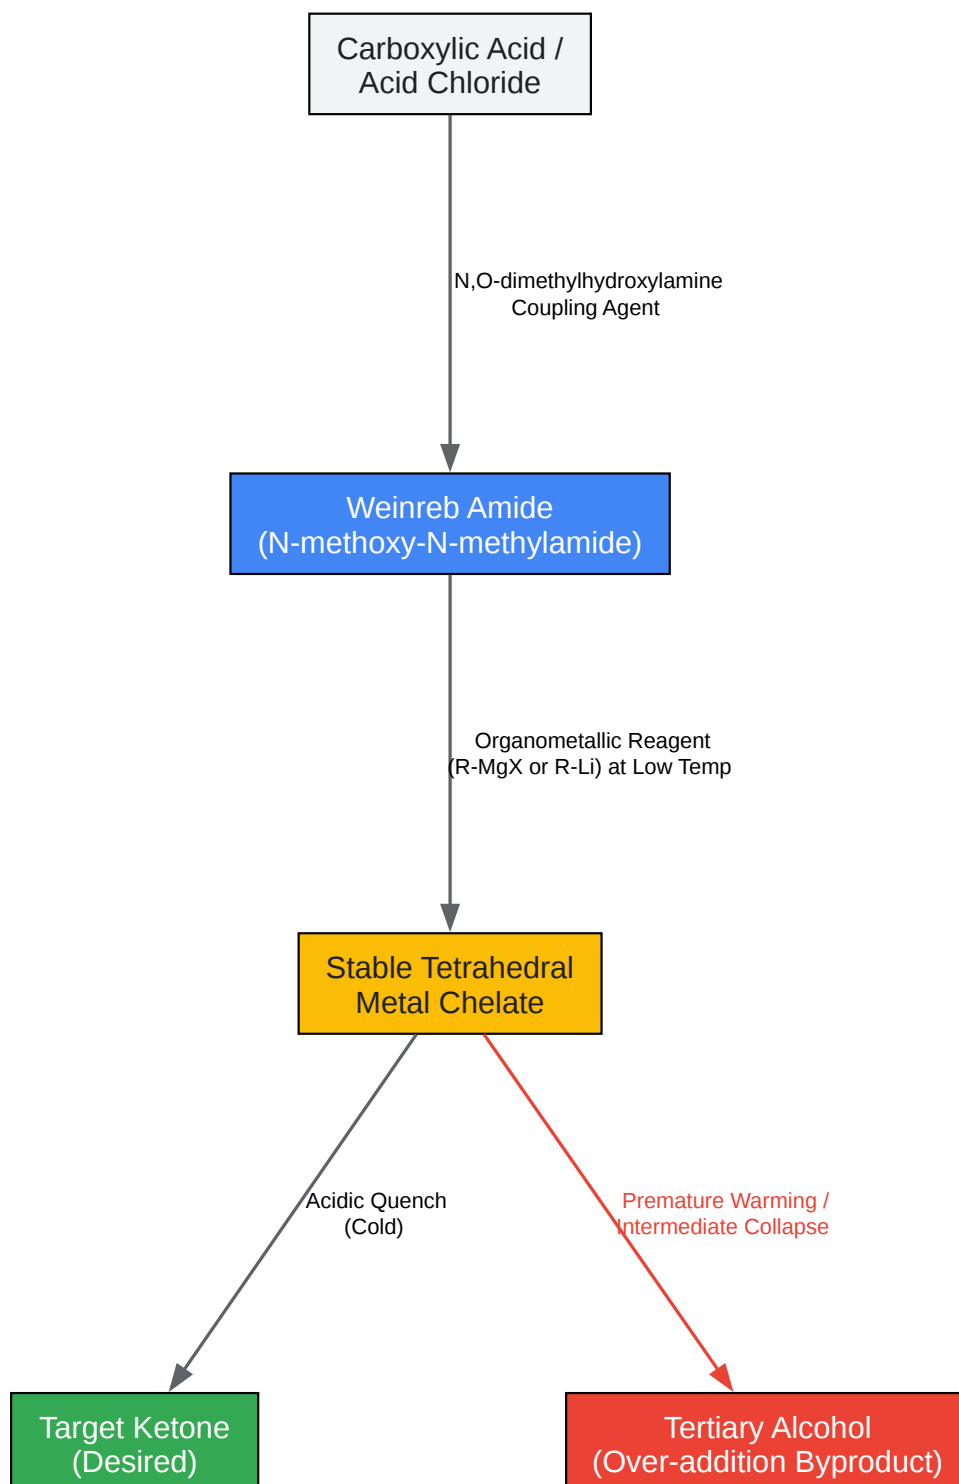 Carboxylic Acid /
Acid Chloride
N,O-dimethylhydroxylamine
Coupling Agent
Weinreb Amide
(N-methoxy-N-methylamide)
Organometallic Reagent
(R-MgX or R-Li) at Low Temp
Stable Tetrahedral
Metal Chelate
Acidic Quench
(Cold)
Premature Warming /
Intermediate Collapse
Target Ketone
(Desired)
Tertiary Alcohol
(Over-addition Byproduct)